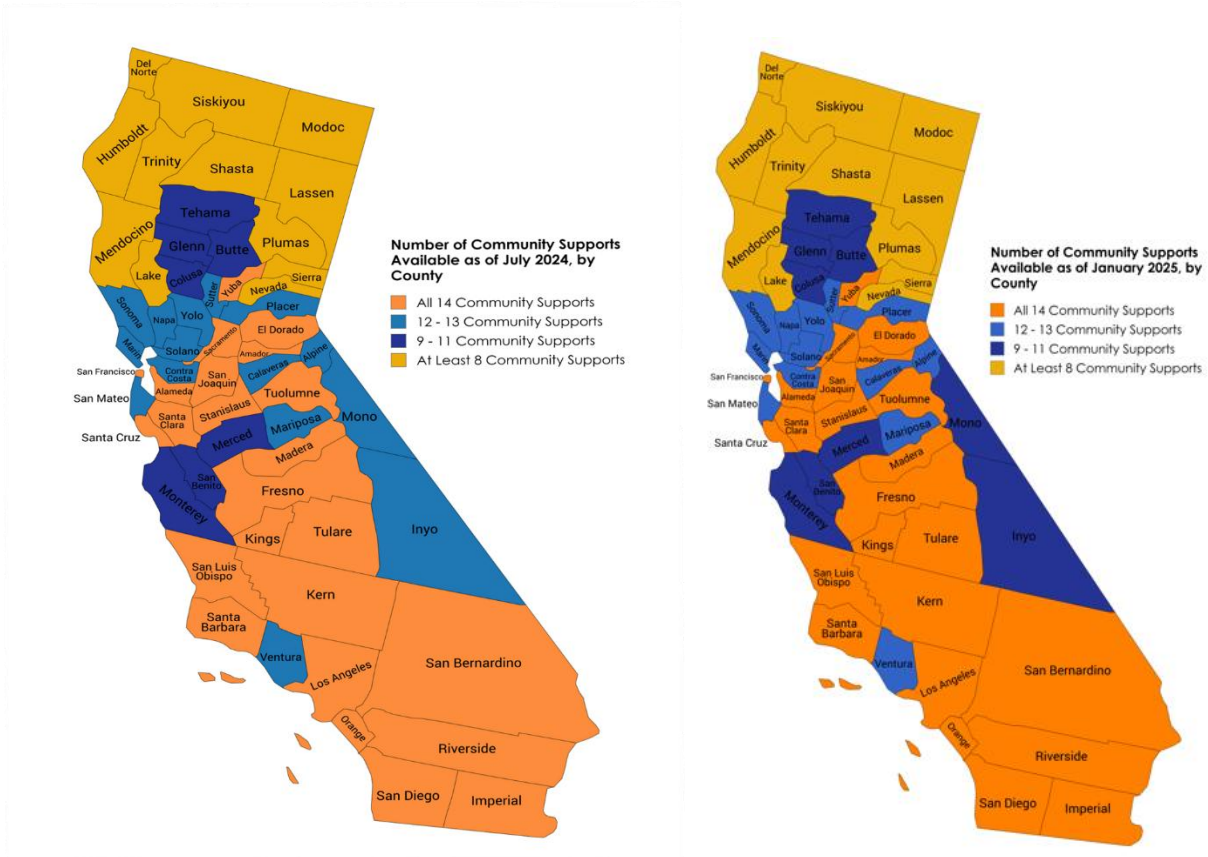 Del
Norte
Siskiyou
Modoc
Humboldt
Trinity
Shasta
Lassen
Mendocino
Tehama
Glenn
Butte
Plumas
Lake
Colusa
Sutter
Yuba
Nevada
Sierra
Sonoma
Napa
Yolo
Placer
Sacramento
El Dorado
Marin
Solano
Amador
Alpine
San Francisco
Contra
Costa
San
Joaquin
Calaveras
San Mateo
Alameda
Tuolumne
Mono
Santa Cruz
Santa
Clara
Stanislaus
Merced
Mariposa
Madera
San
Benito
Monterey
Fresno
Kings
Tulare
Inyo
San Luis
Obispo
Kern
Santa
Barbara
Ventura
Los Angeles
San Bernardino
Orange
Riverside
San Diego
Imperial
Number of Community Supports
Available as of July 2024, by
County
All 14 Community Supports
12 - 13 Community Supports
9 - 11 Community Supports
At Least 8 Community Supports
Del
Norte
Siskiyou
Modoc
Humboldt
Trinity
Shasta
Lassen
Mendocino
Tehama
Glenn
Butte
Plumas
Lake
Colusa
Sutter
Yuba
Nevada
Sierra
Sonoma
Napa
Yolo
Placer
Sacramento
El Dorado
Marin
Solano
Amador
Alpine
San Francisco
Contra
Costa
San
Joaquin
Calaveras
San Mateo
Alameda
Tuolumne
Mono
Santa Cruz
Santa
Clara
Stanislaus
Merced
Mariposa
Madera
San
Benito
Monterey
Fresno
Kings
Tulare
Inyo
San Luis
Obispo
Kern
Santa
Barbara
Ventura
Los Angeles
San Bernardino
Orange
Riverside
San Diego
Imperial
Number of Community Supports
Available as of January 2025, by
County
All 14 Community Supports
12 - 13 Community Supports
9 - 11 Community Supports
At Least 8 Community Supports